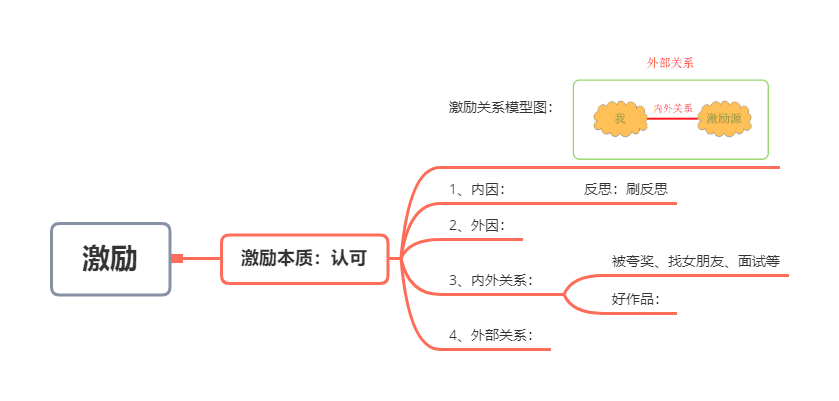 激励
激励本质：认可
激励关系模型图：
外部关系
我
内外关系
激励源
1、内因：
反思：刷反思
2、外因：
3、内外关系：
被夸奖、找女朋友、面试等
好作品：
4、外部关系：